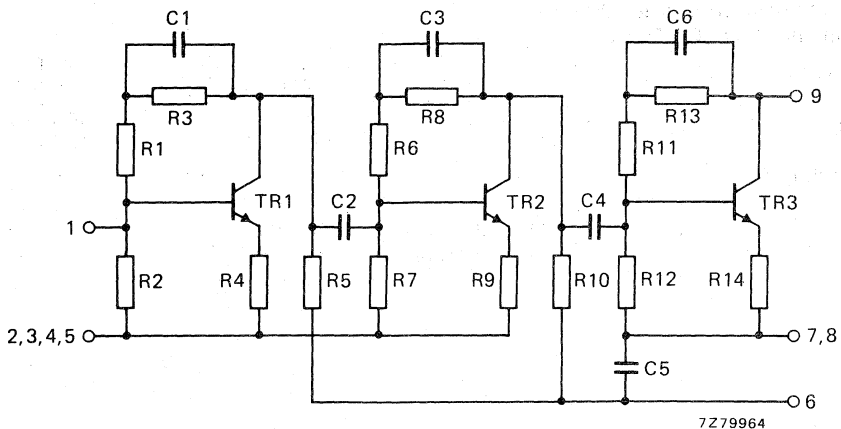 C1 C3 C6
R3 R8 R13 9
R1 R6 R11
TR1 TR2 TR3
C2 C4
1
R2 R4 R5 R7 R9 R10 R12 R14
2,3,4,5 7,8
C5
6
7Z79964